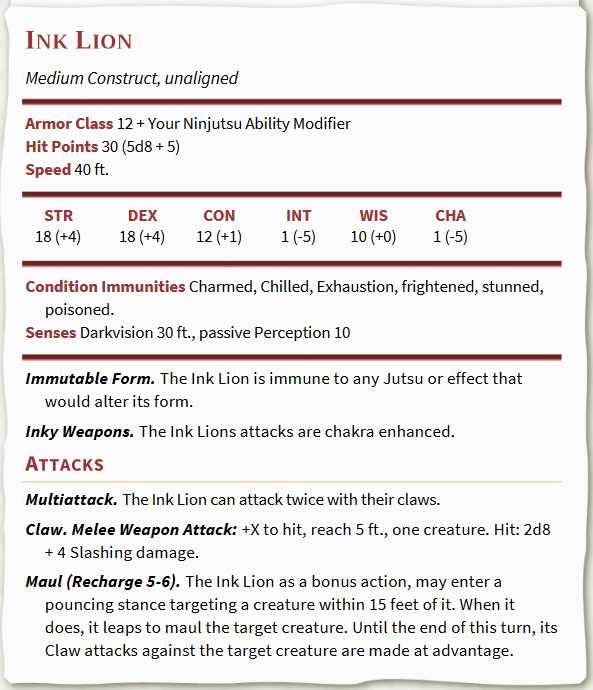 INK LION
Medium Construct, unaligned
Armor Class 12 + Your Ninjutsu Ability Modifier
Hit Points 30 (5d8 + 5)
Speed 40 ft.
STR DEX CON INT WIS CHA
18 (+4) 18 (+4) 12 (+1) 1 (-5) 10 (+0) 1 (-5)
Condition Immunities Charmed, Chilled, Exhaustion, frightened, stunned,
poisoned.
Senses Darkvision 30 ft., passive Perception 10
Immutable Form. The Ink Lion is immune to any Jutsu or effect that
would alter its form.
Inky Weapons. The Ink Lions attacks are chakra enhanced.
ATTACKS
Multiattack. The Ink Lion can attack twice with their claws.
Claw. Melee Weapon Attack: +X to hit, reach 5 ft., one creature. Hit: 2d8
+ 4 Slashing damage.
Maul (Recharge 5-6). The Ink Lion as a bonus action, may enter a
pouncing stance targeting a creature within 15 feet of it. When it
does, it leaps to maul the target creature. Until the end of this turn, its
Claw attacks against the target creature are made at advantage.